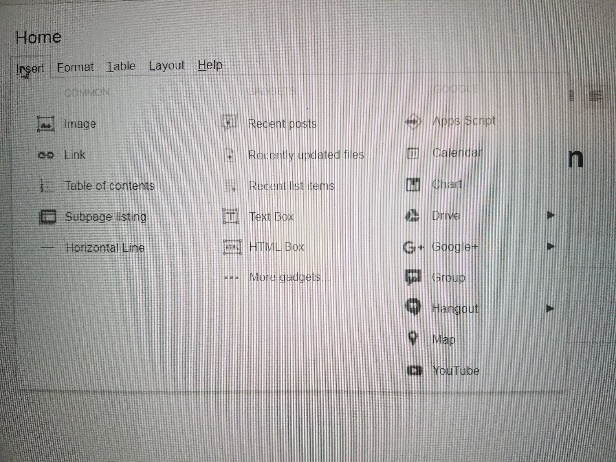 Home
Insert Format Table Layout Help
COMMON GADGETS GOOGLE
Image
Link
Table of contents
Subpage listing
Horizontal Line
Recent posts
Recently updated files
Recent list items
Text Box
HTML Box
More gadgets...
Apps Script
Calendar
Chart
Drive
Google+
Group
Hangout
Map
YouTube
n